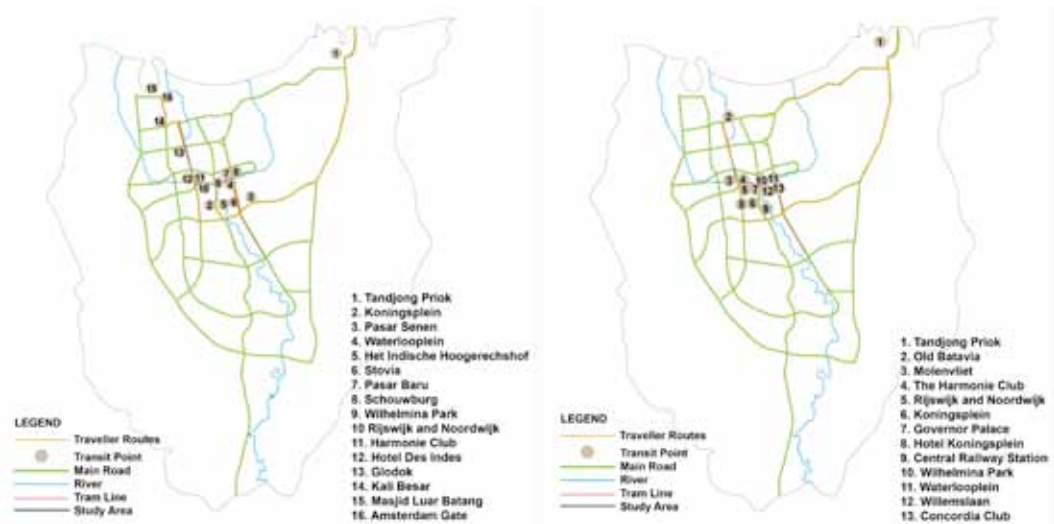 1. Tandjong Priok
2. Koningsplein
3. Pasar Senen
4. Waterlooplein
5. Het Indische Hoogerechshof
6. Stovia
7. Pasar Baru
8. Schouwburg
9. Wilhelmina Park
10 Rijswijk and Noordwijk
11. Harmonie Club
12. Hotel Des Indes
13. Glodok
14. Kali Besar
15. Masjid Luar Batang
16. Amsterdam Gate
LEGEND
Traveller Routes
Transit Point
Main Road
River
Tram Line
Study Area
1. Tandjong Priok
2. Old Batavia
3. Molenvliet
4. The Harmonie Club
5. Rijswijk and Noordwijk
6. Koningsplein
7. Governor Palace
8. Hotel Koningsplein
9. Central Railway Station
10. Wilhelmina Park
11. Waterlooplein
12. Willemslaan
13. Concordia Club
LEGEND
Traveller Routes
Transit Point
Main Road
River
Tram Line
Study Area